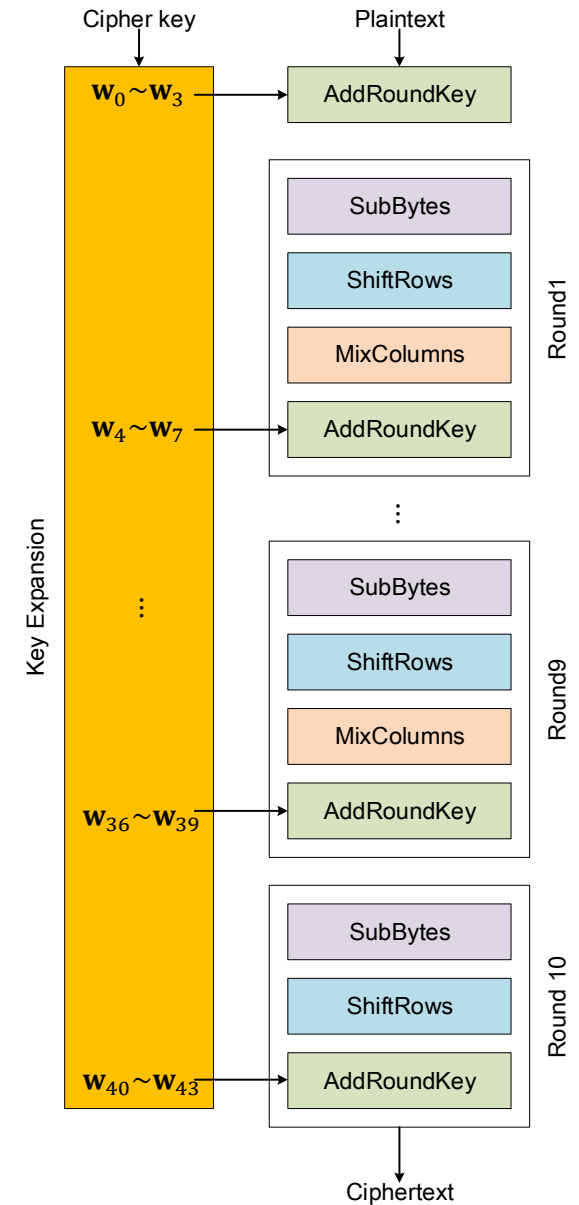 Cipher key
Plaintext
w₀~w₃
AddRoundKey
SubBytes
ShiftRows
MixColumns
w₄~w₇
AddRoundKey
Round1
⋮
Key Expansion
⋮
SubBytes
ShiftRows
MixColumns
w₃₆~w₃₉
AddRoundKey
Round9
SubBytes
ShiftRows
w₄₀~w₄₃
AddRoundKey
Round 10
Ciphertext